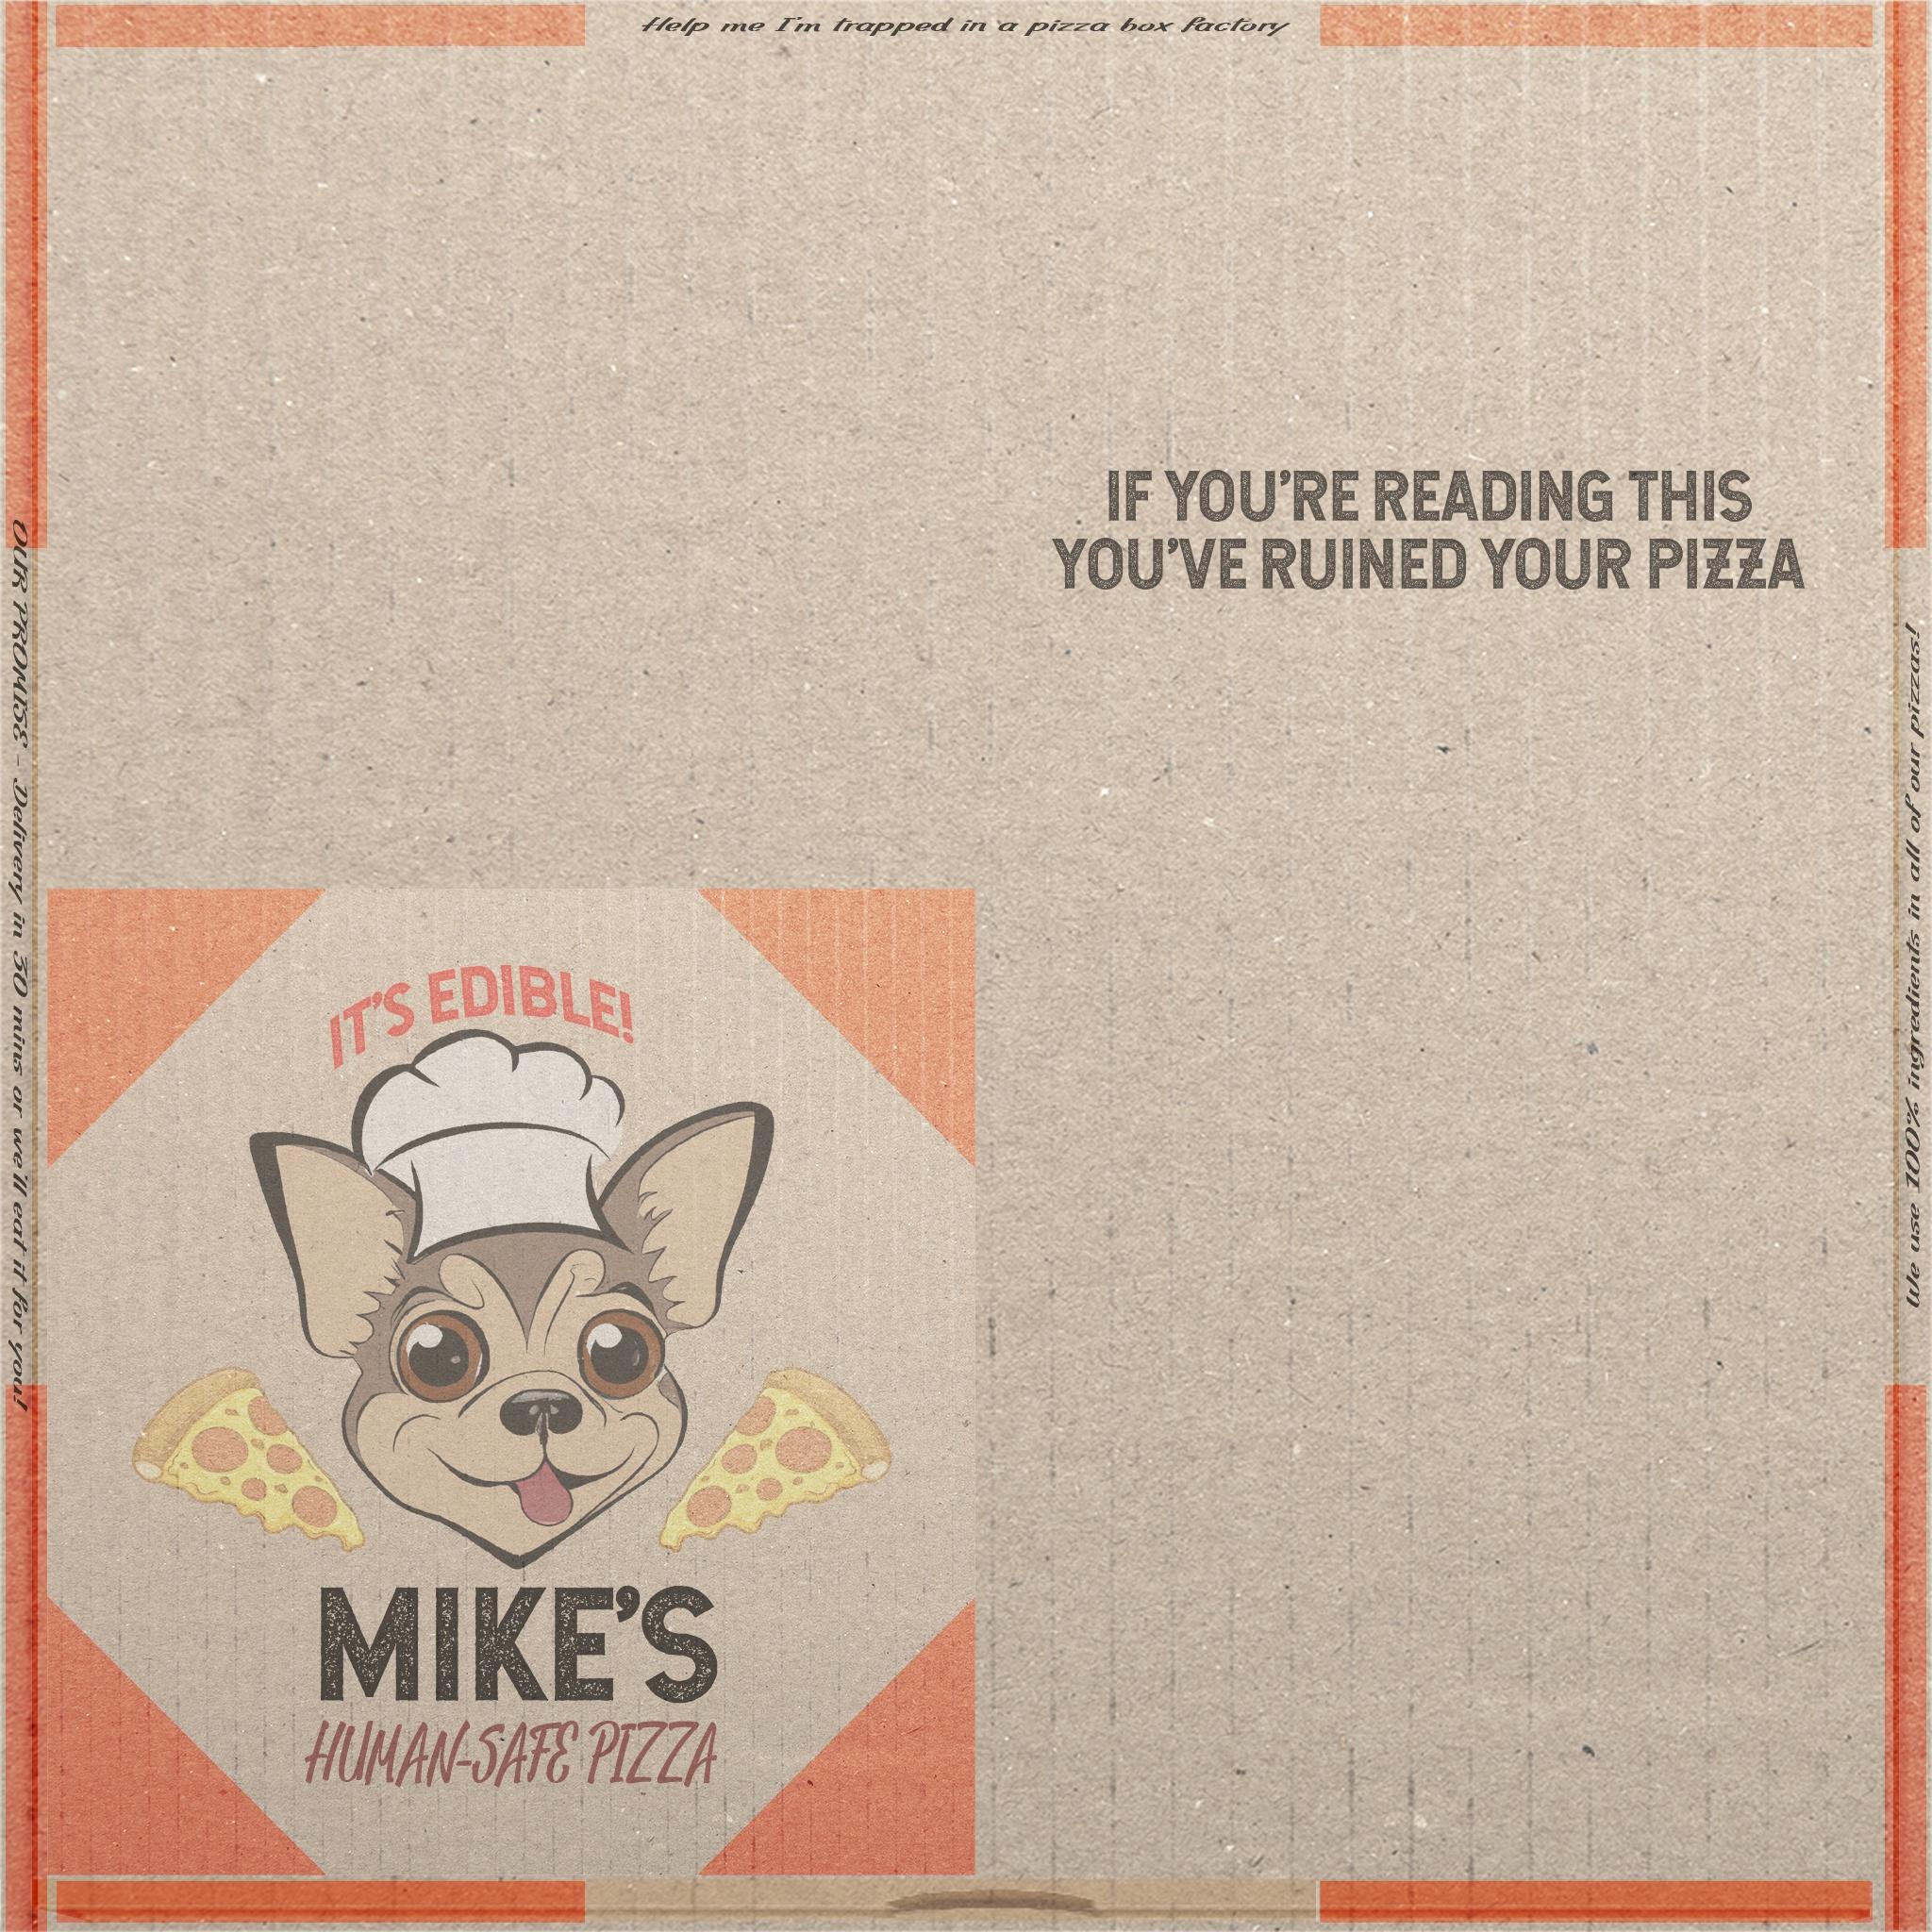 Help me I'm trapped in a pizza box factory
IF YOU'RE READING THIS
YOU'VE RUINED YOUR PIZZA
OUR PROMISE - Delivery in 30 mins or we'll eat it for you!
We use 100% ingredients in all of our pizzas!
IT'S EDIBLE!
MIKE'S
HUMAN-SAFE PIZZA